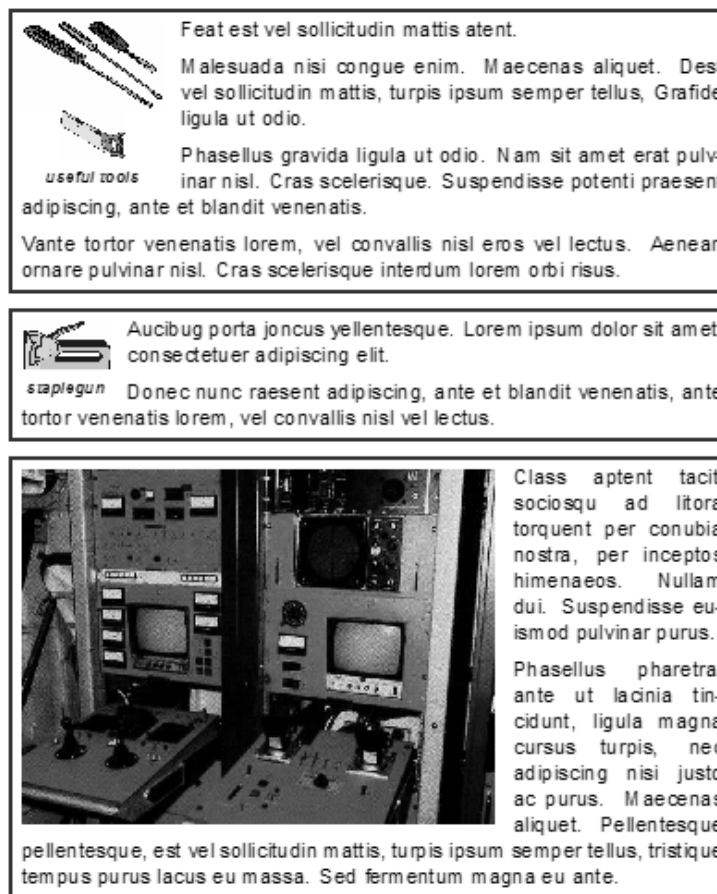 Feat est vel sollicitudin mattis atent.
Malesuada nisi congue enim. Maecenas aliquet. Dest
vel sollicitudin mattis, turpis ipsum semper tellus, Grafide
ligula ut odio.
useful tools
Phasellus gravida ligula ut odio. Nam sit amet erat pulv-
inar nisl. Cras scelerisque. Suspendisse potenti praesent
adipiscing, ante et blandit venenatis.
Vante tortor venenatis lorem, vel convallis nisl eros vel lectus. Aenean
ornare pulvinar nisl. Cras scelerisque interdum lorem orbi risus.
Aucibug porta joncus yellentesque. Lorem ipsum dolor sit amet
consectetuer adipiscing elit.
staplegun
Donec nunc raesent adipiscing, ante et blandit venenatis, ante
tortor venenatis lorem, vel convallis nisl vel lectus.
Class aptent tacit
sociosqu ad litora
torquent per conubia
nostra, per inceptos
himenaeos. Nullam
dui. Suspendisse eu-
ismod pulvinar purus.
Phasellus pharetra
ante ut lacinia tin-
cidunt, ligula magna
cursus turpis, nec
adipiscing nisi justo
ac purus. Maecenas
aliquet. Pellentesque
pellentesque, est vel sollicitudin mattis, turpis ipsum semper tellus, tristique
tempus purus lacus eu massa. Sed fermentum magna eu ante.